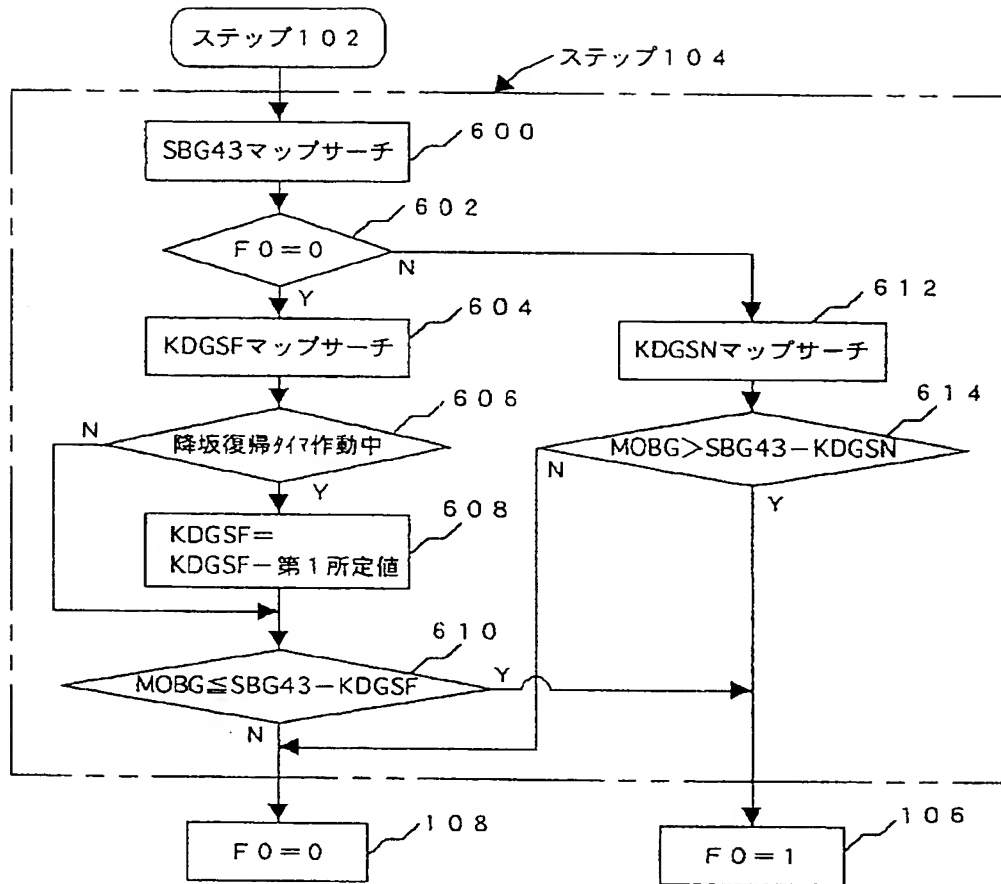 ステップ102
ステップ104
SBG43マップサーチ
600
F0=0
602
N
Y
KDGSFマップサーチ
604
KDGSNマップサーチ
612
降坂復帰タイマ作動中
606
N
Y
MOBG>SBG43-KDGSN
614
N
Y
KDGSF=
KDGSF-第1所定値
608
MOBG≦SBG43-KDGSF
610
Y
N
F0=0
108
F0=1
106